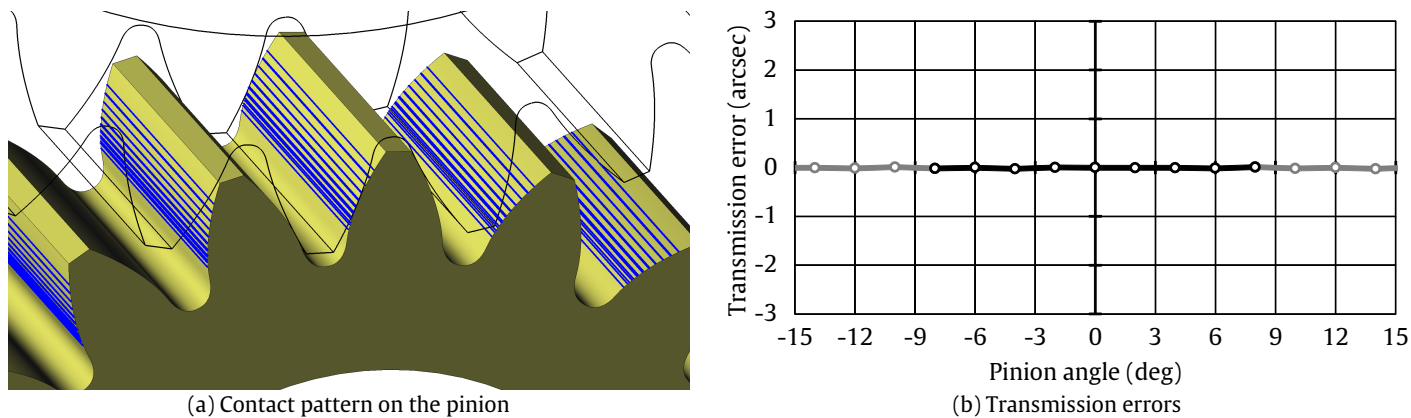 3
2
1
0
-1
-2
-3
Transmission error (arcsec)
-15 -12 -9 -6 -3 0 3 6 9 12 15
Pinion angle (deg)
(a) Contact pattern on the pinion
(b) Transmission errors